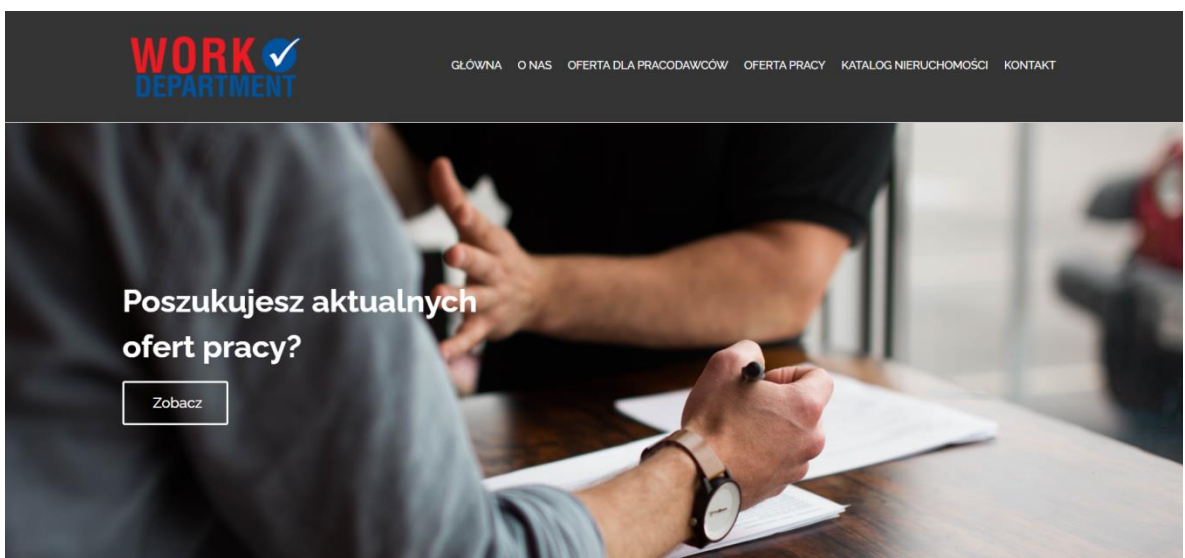 WORK
DEPARTMENT
GŁÓWNA O NAS OFERTA DLA PRACODAWCÓW OFERTA PRACY KATALOG NIERUCHOMOŚCI KONTAKT
Poszukujesz aktualnych
ofert pracy?
Zobacz